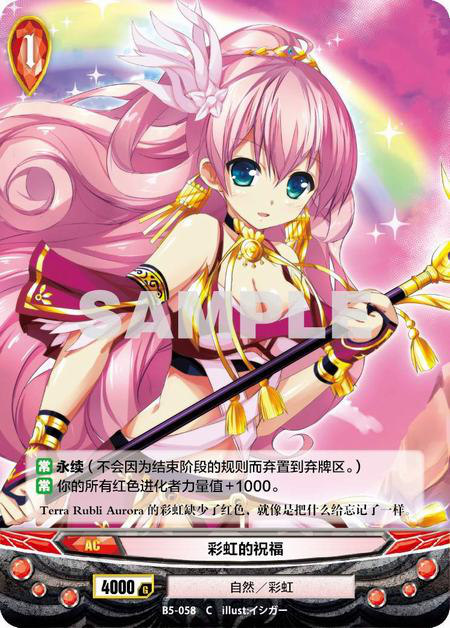 1
SAMPLE
常 永续（不会因为结束阶段的规则而弃置到弃牌区。）
常 你的所有红色进化者力量值+1000。
Terra Rubli Aurora 的彩虹缺少了红色，就像是把什么给忘记了一样。
AC 彩虹的祝福
4000 G 自然／彩虹
B5-058 C illust:イシガー